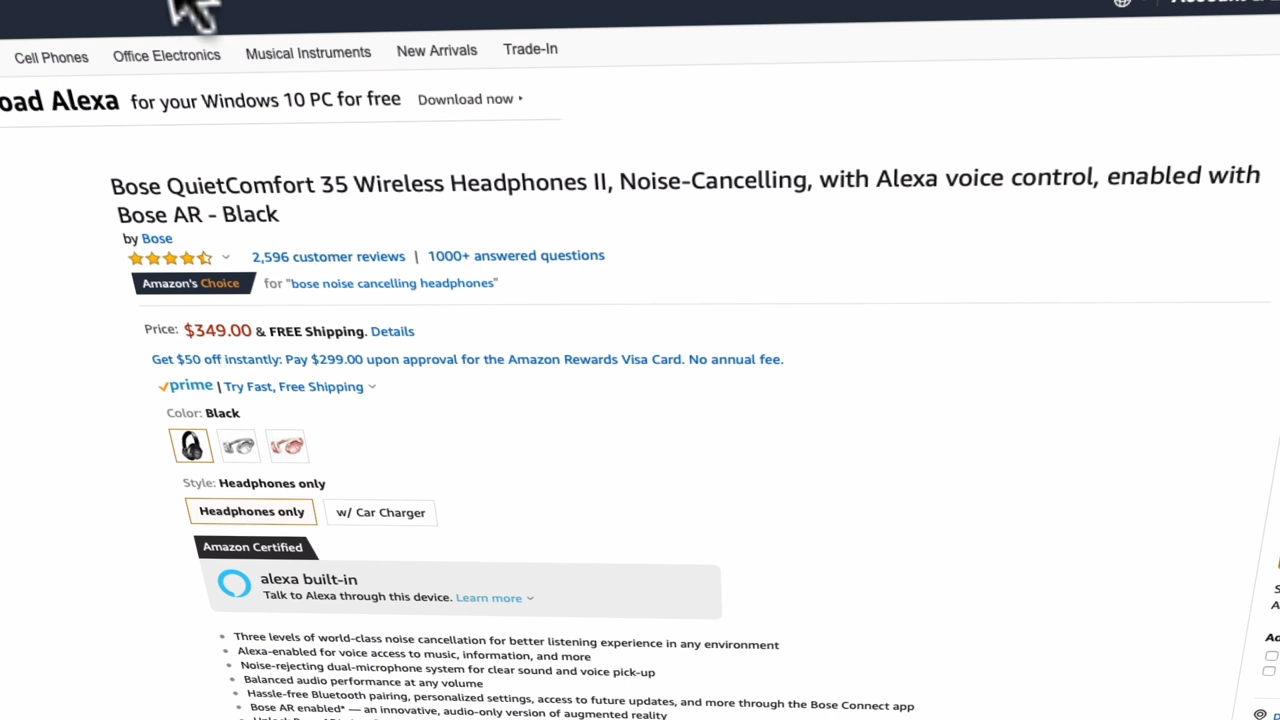 Cell Phones Office Electronics Musical Instruments New Arrivals Trade-In
Alexa for your Windows 10 PC for free Download now
Bose QuietComfort 35 Wireless Headphones II, Noise-Cancelling, with Alexa voice control, enabled with
Bose AR - Black
by Bose
2,596 customer reviews | 1000+ answered questions
Amazon's Choice for "bose noise cancelling headphones"
Price: $349.00 & FREE Shipping. Details
Get $50 off instantly: Pay $299.00 upon approval for the Amazon Rewards Visa Card. No annual fee.
prime | Try Fast, Free Shipping
Color: Black
Style: Headphones only
Headphones only w/ Car Charger
Amazon Certified
alexa built-in
Talk to Alexa through this device. Learn more
• Three levels of world-class noise cancellation for better listening experience in any environment
• Alexa-enabled for voice access to music, information, and more
• Noise-rejecting dual-microphone system for clear sound and voice pick-up
• Balanced audio performance at any volume
• Hassle-free Bluetooth pairing, personalized settings, access to future updates, and more through the Bose Connect app
• Bose AR enabled* — an innovative, audio-only version of augmented reality